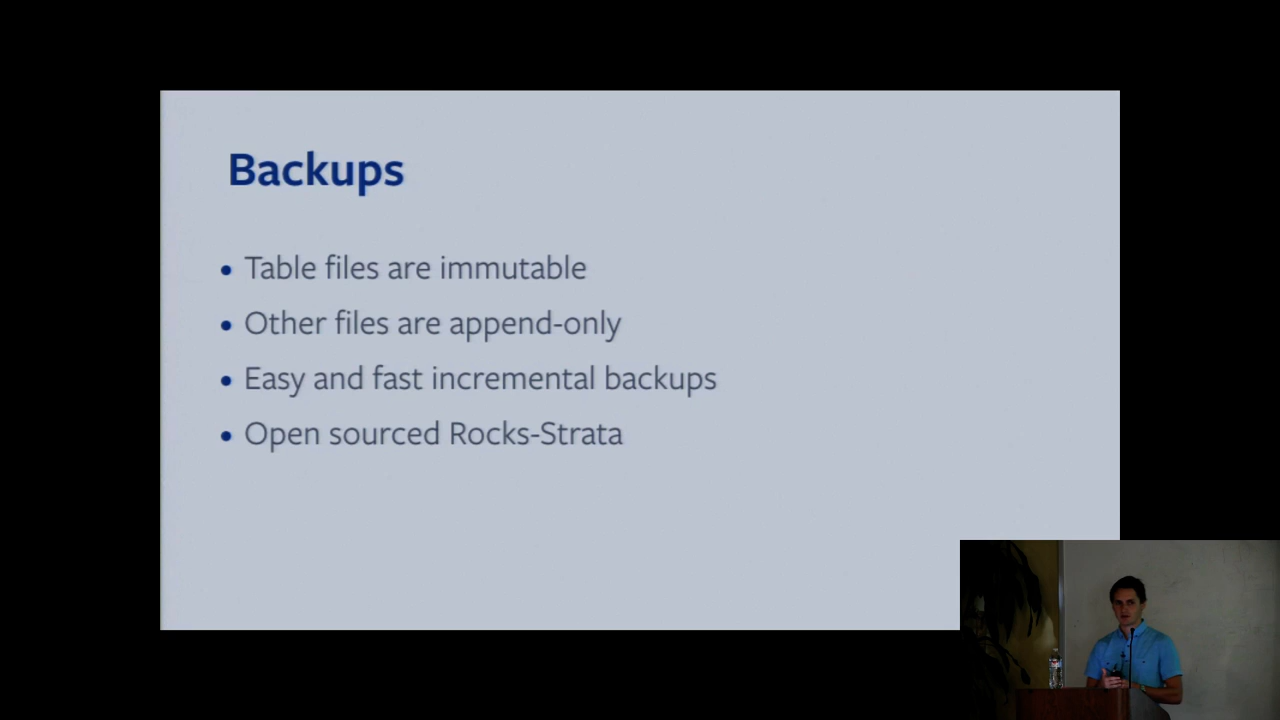 Backups
• Table files are immutable
• Other files are append-only
• Easy and fast incremental backups
• Open sourced Rocks-Strata